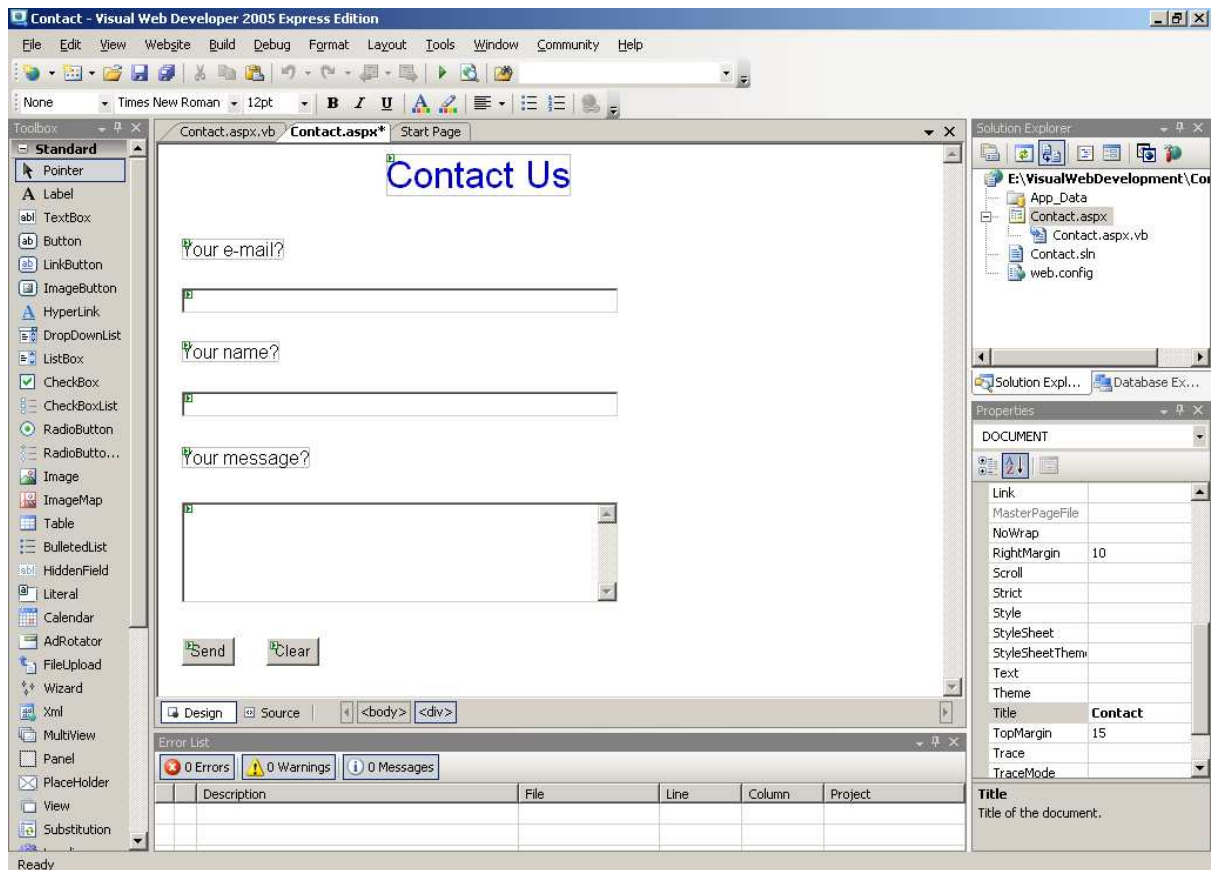 Contact - Visual Web Developer 2005 Express Edition
File Edit View Website Build Debug Format Layout Tools Window Community Help
None Times New Roman 12pt B I U A
Toolbox
Standard
Pointer
A Label
abl TextBox
ab Button
ab LinkButton
ImageButton
A HyperLink
DropDownList
ListBox
CheckBox
CheckBoxList
RadioButton
RadioButto...
Image
ImageMap
Table
BulletedList
abl HiddenField
Literal
Calendar
AdRotator
FileUpload
Wizard
Xml
MultiView
Panel
PlaceHolder
View
Substitution
Contact.aspx.vb Contact.aspx* Start Page
Contact Us
Your e-mail?
Your name?
Your message?
Send Clear
Design Source <body> <div>
Error List
0 Errors 0 Warnings 0 Messages
Description File Line Column Project
Solution Explorer
E:\VisualWebDevelopment\Co
App_Data
Contact.aspx
Contact.aspx.vb
Contact.sln
web.config
Solution Expl... Database Ex...
Properties
DOCUMENT
Link
MasterPageFile
NoWrap
RightMargin 10
Scroll
Strict
Style
StyleSheet
StyleSheetThem
Text
Theme
Title Contact
TopMargin 15
Trace
TraceMode
Title
Title of the document.
Ready